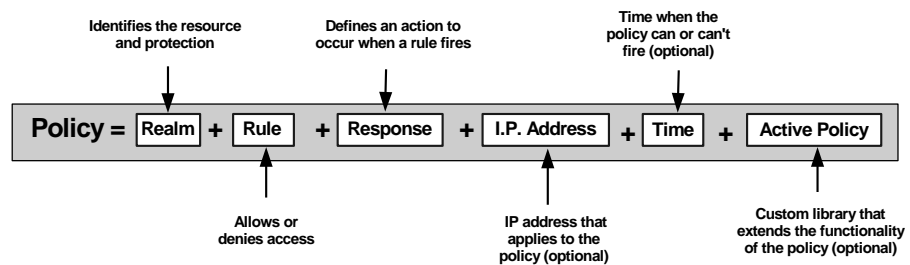 Identifies the resource
and protection
Defines an action to
occur when a rule fires
Time when the
policy can or can't
fire (optional)
Policy = Realm + Rule + Response + I.P. Address + Time + Active Policy
Allows or
denies access
IP address that
applies to the
policy (optional)
Custom library that
extends the functionality
of the policy (optional)